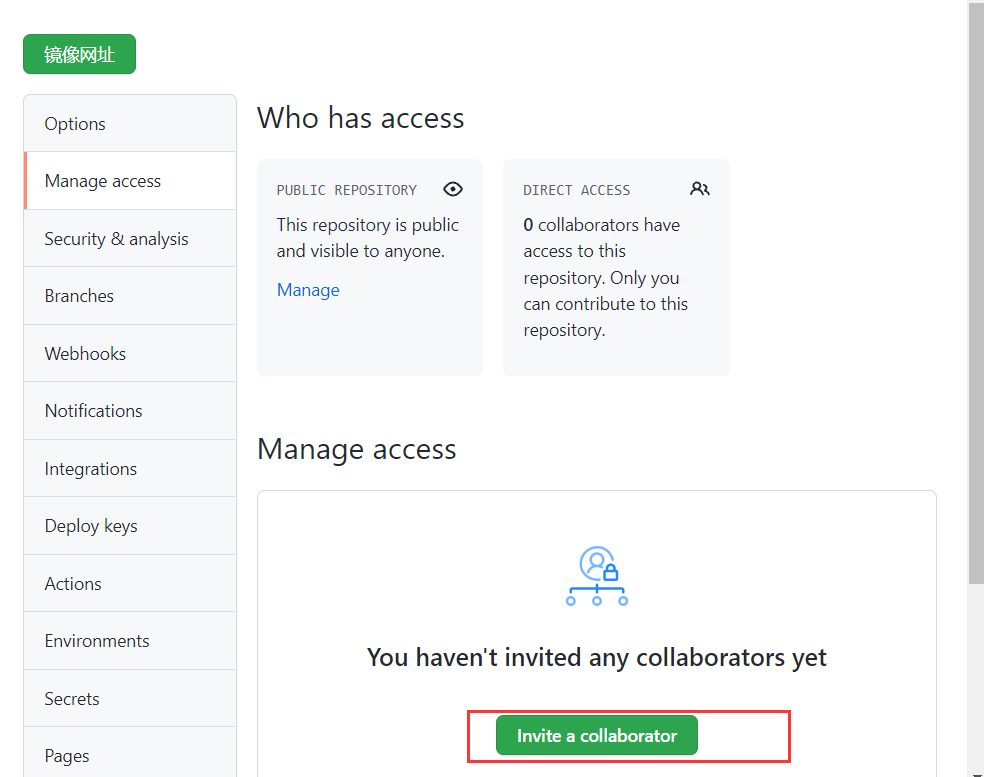 镜像网址
Options
Manage access
Security & analysis
Branches
Webhooks
Notifications
Integrations
Deploy keys
Actions
Environments
Secrets
Pages
Who has access
PUBLIC REPOSITORY
This repository is public
and visible to anyone.
Manage
DIRECT ACCESS
0 collaborators have
access to this
repository. Only you
can contribute to this
repository.
Manage access
You haven't invited any collaborators yet
Invite a collaborator